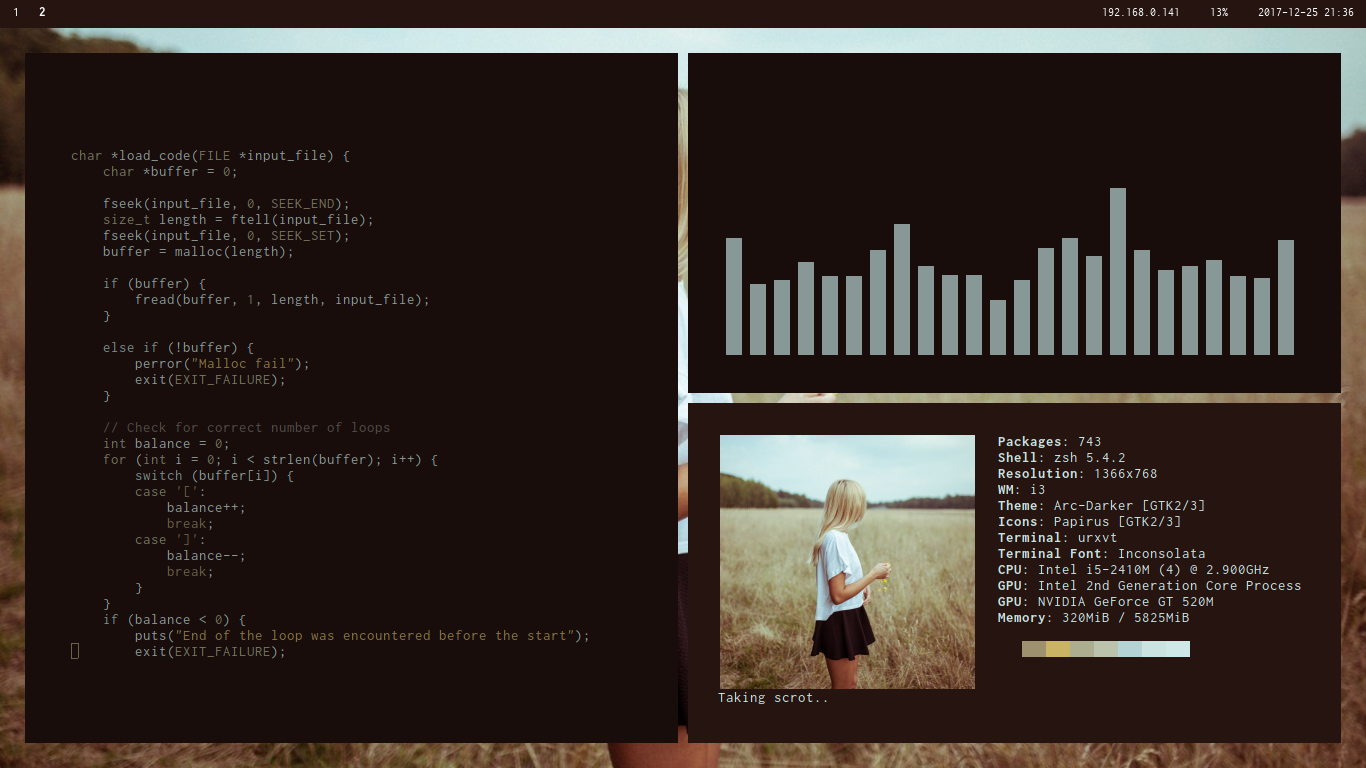 1 2 192.168.0.141 13% 2017-12-25 21:36
char *load_code(FILE *input_file) {
    char *buffer = 0;
    fseek(input_file, 0, SEEK_END);
    size_t length = ftell(input_file);
    fseek(input_file, 0, SEEK_SET);
    buffer = malloc(length);
    if (buffer) {
        fread(buffer, 1, length, input_file);
    }
    else if (!buffer) {
        perror("Malloc fail");
        exit(EXIT_FAILURE);
    }
    // Check for correct number of loops
    int balance = 0;
    for (int i = 0; i < strlen(buffer); i++) {
        switch (buffer[i]) {
        case '[':
            balance++;
            break;
        case ']':
            balance--;
            break;
        }
    }
    if (balance < 0) {
        puts("End of the loop was encountered before the start");
        exit(EXIT_FAILURE);
Packages: 743
Shell: zsh 5.4.2
Resolution: 1366x768
WM: i3
Theme: Arc-Darker [GTK2/3]
Icons: Papirus [GTK2/3]
Terminal: urxvt
Terminal Font: Inconsolata
CPU: Intel i5-2410M (4) @ 2.900GHz
GPU: Intel 2nd Generation Core Process
GPU: NVIDIA GeForce GT 520M
Memory: 320MiB / 5825MiB
Taking scrot..